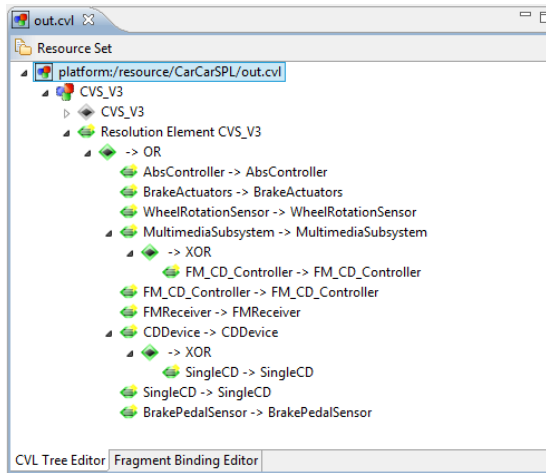 out.cvl
Resource Set
platform:/resource/CarCarSPL/out.cvl
CVS_V3
CVS_V3
Resolution Element CVS_V3
-> OR
AbsController -> AbsController
BrakeActuators -> BrakeActuators
WheelRotationSensor -> WheelRotationSensor
MultimediaSubsystem -> MultimediaSubsystem
-> XOR
FM_CD_Controller -> FM_CD_Controller
FM_CD_Controller -> FM_CD_Controller
FMReceiver -> FMReceiver
CDDevice -> CDDevice
-> XOR
SingleCD -> SingleCD
SingleCD -> SingleCD
BrakePedalSensor -> BrakePedalSensor
CVL Tree Editor Fragment Binding Editor